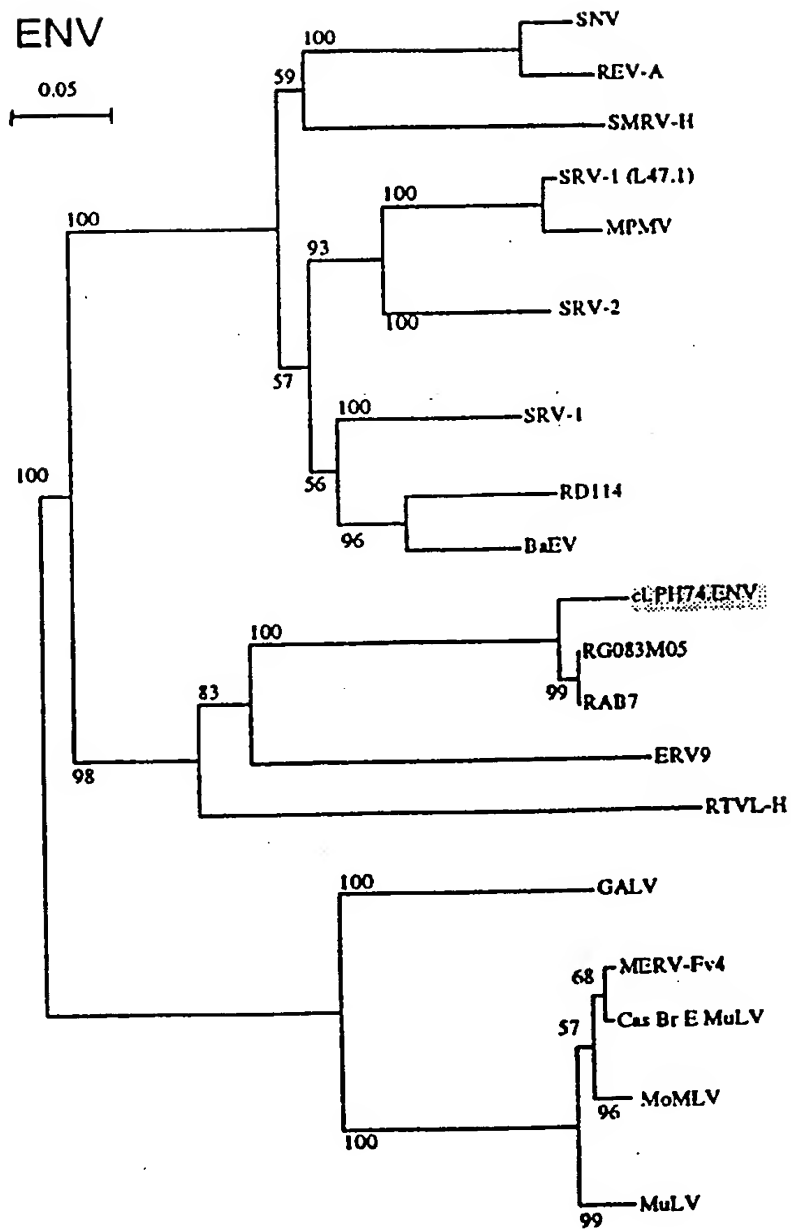 ENV
SNV
100
REV-A
0.05
59
SMRV-H
SRV-1 (L47.1)
100
100
MPMV
93
SRV-2
100
57
100
SRV-1
100
56
RD114
96
BaEV
cLPH74.ENV
100
RG083M05
83
99
RAB7
ERV9
98
RTVL-H
100
GALV
68
MERV-Fv4
57
Cas Br E MuLV
96
MoMLV
100
99
MuLV